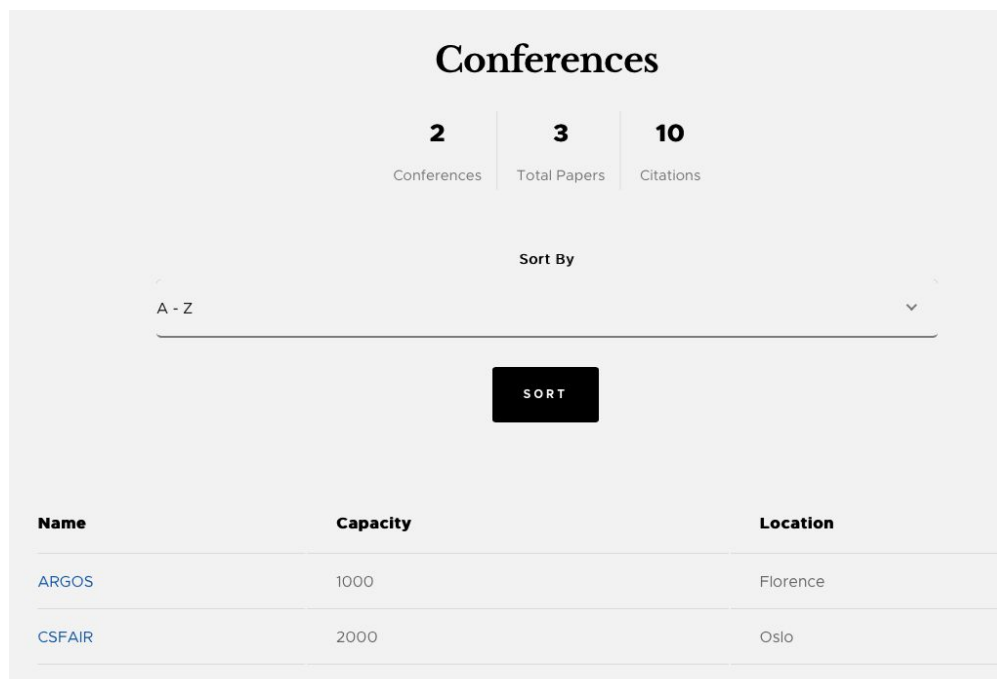 Conferences
2 3 10
Conferences Total Papers Citations
Sort By
A - Z
SORT
Name Capacity Location
ARGOS 1000 Florence
CSFAIR 2000 Oslo